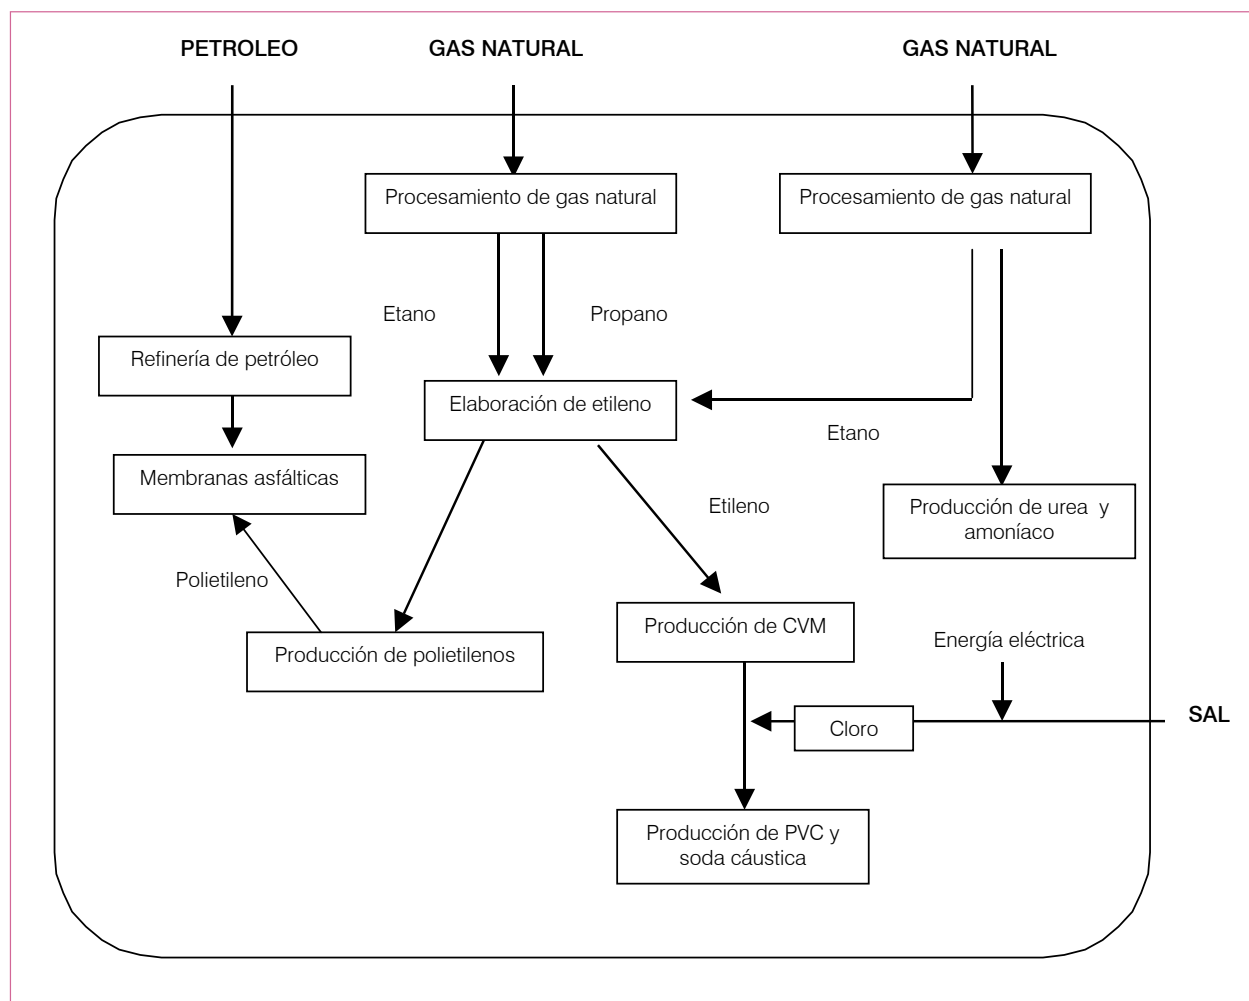 PETROLEO
GAS NATURAL
GAS NATURAL
Procesamiento de gas natural
Procesamiento de gas natural
Etano
Propano
Refinería de petróleo
Elaboración de etileno
Etano
Membranas asfálticas
Etileno
Producción de urea y
amoníaco
Polietileno
Producción de CVM
Energía eléctrica
Producción de polietilenos
SAL
Cloro
Producción de PVC y
soda cáustica